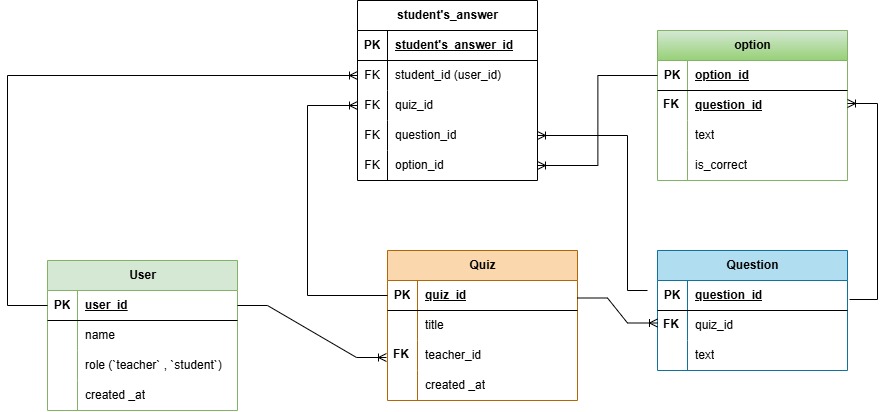 student's_answer
PK student's_answer_id
FK student_id (user_id)
FK quiz_id
FK question_id
FK option_id
option
PK option_id
FK question_id
text
is_correct
User
PK user_id
name
role (`teacher` , `student`)
created _at
Quiz
PK quiz_id
title
FK teacher_id
created _at
Question
PK question_id
FK quiz_id
text